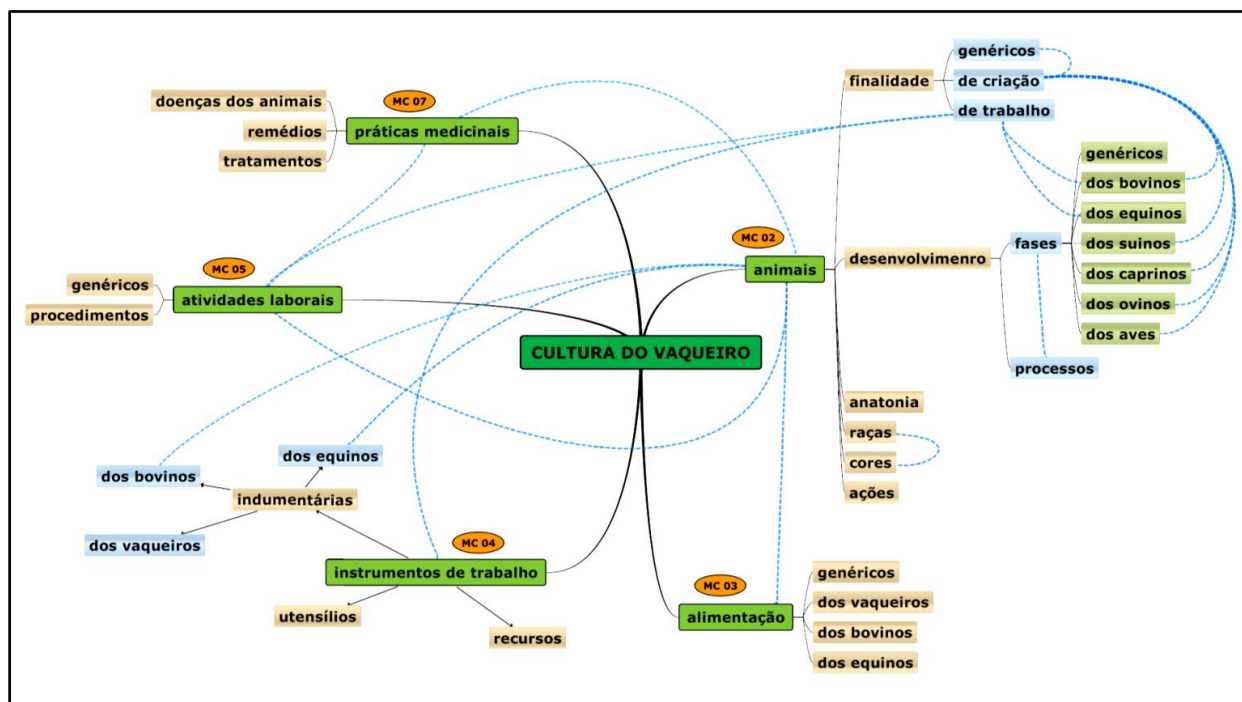 CULTURA DO VAQUEIRO
MC 07
práticas medicinais
doenças dos animais
remédios
tratamentos
MC 05
atividades laborais
genéricos
procedimentos
MC 04
instrumentos de trabalho
indumentárias
dos equinos
dos bovinos
dos vaqueiros
utensílios
recursos
MC 02
animais
finalidade
genéricos
de criação
de trabalho
desenvolvimenro
fases
genéricos
dos bovinos
dos equinos
dos suinos
dos caprinos
dos ovinos
dos aves
processos
anatonia
raças
cores
ações
MC 03
alimentação
genéricos
dos vaqueiros
dos bovinos
dos equinos